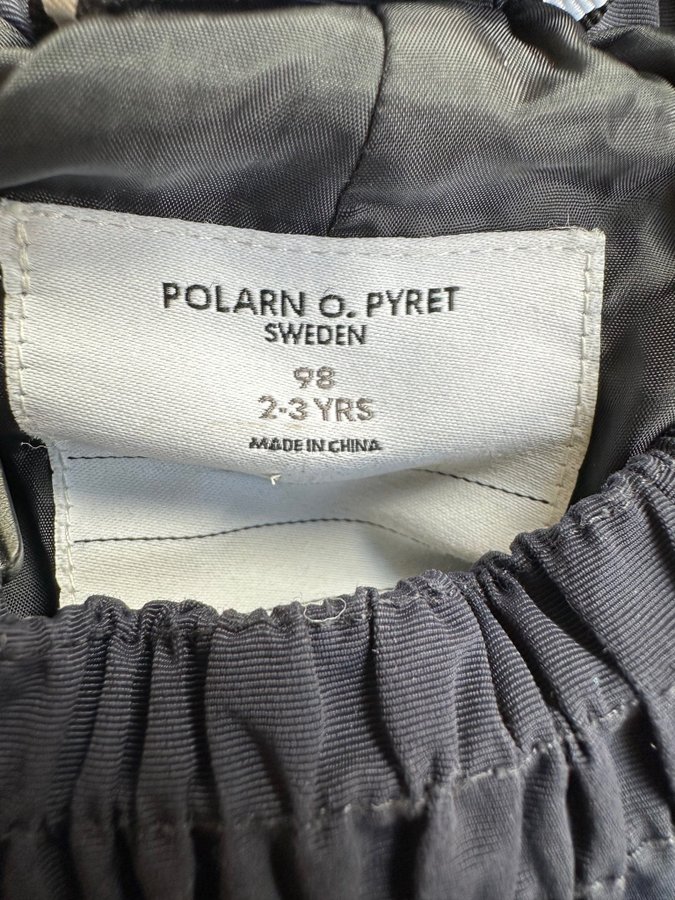 POLARN O. PYRET
SWEDEN
98
2-3 YRS
MADE IN CHINA